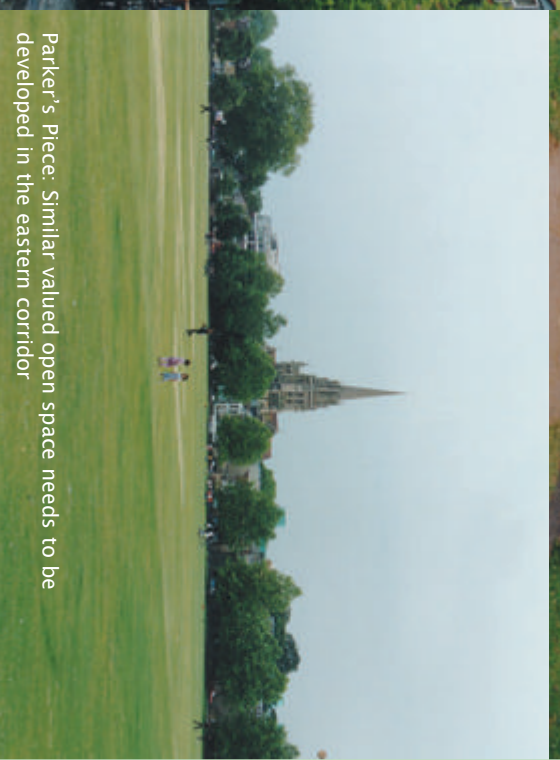 Parker's Piece: Similar valued open space needs to be
developed in the eastern corridor